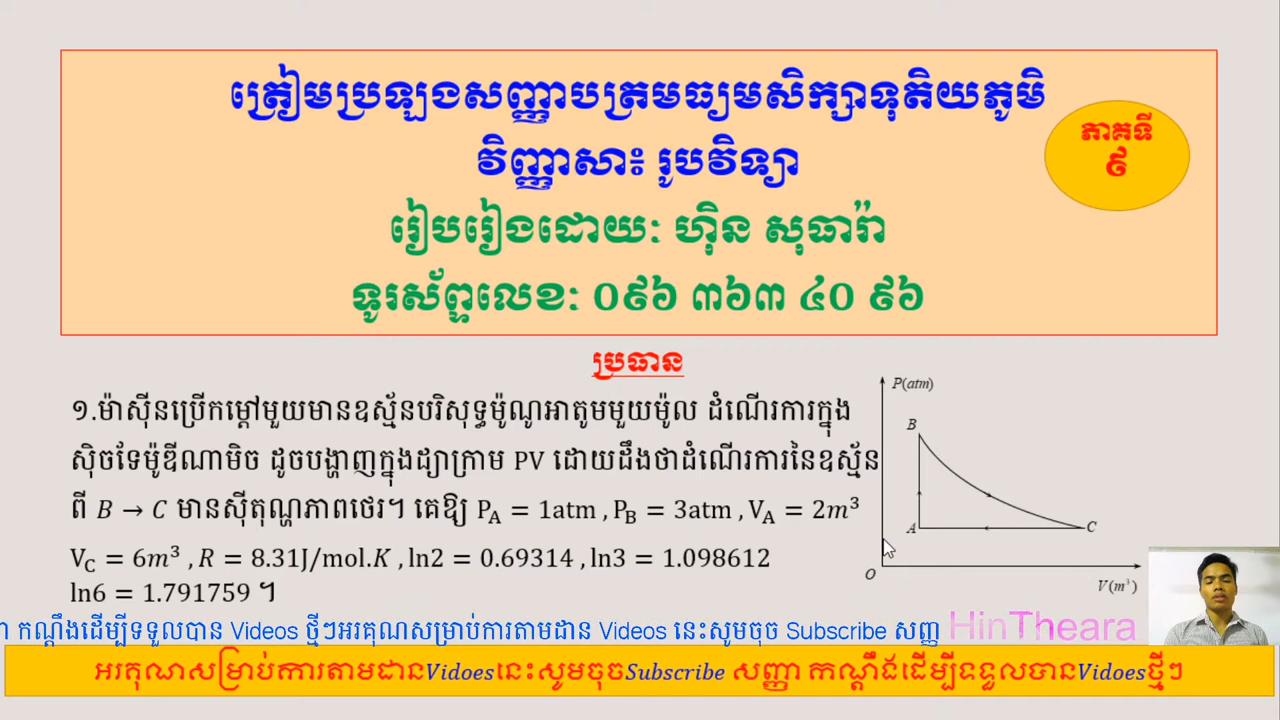 ត្រៀមប្រឡងសញ្ញាបត្រមធ្យមសិក្សាទុតិយភូមិ
ភាគទី
៩
វិញ្ញាសា៖ រូបវិទ្យា
រៀបរៀងដោយ: ហ៊ិន សុធារ៉ា
ទូរស័ព្ទលេខ: 0៩៦ ៣៦៣ ៤0 ៩៦
ប្រធាន
១.ម៉ាស៊ីនប្រើកម្ដៅមួយមានឧស្ម័នបរិសុទ្ធម៉ូណូអាតូមមួយម៉ូល ដំណើរការក្នុង
ស៊ិចទែម៉ូឌីណាមិច ដូចបង្ហាញក្នុងដ្យាក្រាម PV ដោយដឹងថាដំណើរការនៃឧស្ម័ន
ពី B → C មានស៊ីតុណ្ហភាពថេរ។ គេឱ្យ P_A = 1atm , P_B = 3atm , V_A = 2m³
V_C = 6m³ , R = 8.31J/mol.K , ln2 = 0.69314 , ln3 = 1.098612
ln6 = 1.791759 ។
P(atm)
B
A
C
O
V(m³)
កណ្ដឹងដើម្បីទទួលបាន Videos ថ្មីៗអរគុណសម្រាប់ការតាមដាន Videos នេះសូមចុច Subscribe សញ្ញ
HinTheara
អរគុណសម្រាប់ការតាមដានVidoesនេះសូមចុចSubscribe សញ្ញា កណ្ដឹងដើម្បីទទួលបានVidoesថ្មីៗ